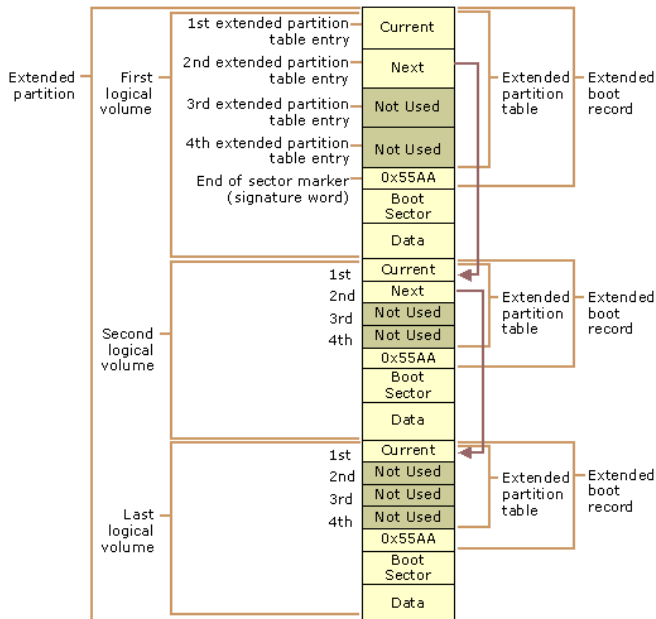 1st extended partition
table entry
Current
2nd extended partition
table entry
Next
Extended
partition
First
logical
volume
Extended
partition
table
Extended
boot
record
3rd extended partition
table entry
Not Used
4th extended partition
table entry
Not Used
End of sector marker
(signature word)
0x55AA
Boot
Sector
Data
1st
Current
2nd
Next
3rd
Not Used
4th
Not Used
Extended
partition
table
Extended
boot
record
Second
logical
volume
0x55AA
Boot
Sector
Data
1st
Current
2nd
Not Used
3rd
Not Used
4th
Not Used
Extended
partition
table
Extended
boot
record
Last
logical
volume
0x55AA
Boot
Sector
Data